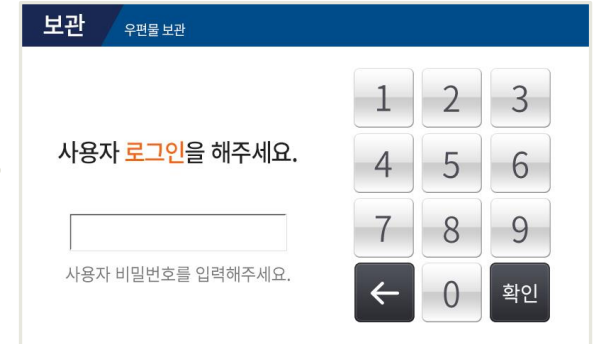 보관 우편물 보관
사용자 로그인을 해주세요.
사용자 비밀번호를 입력해주세요.
1 2 3
4 5 6
7 8 9
← 0 확인